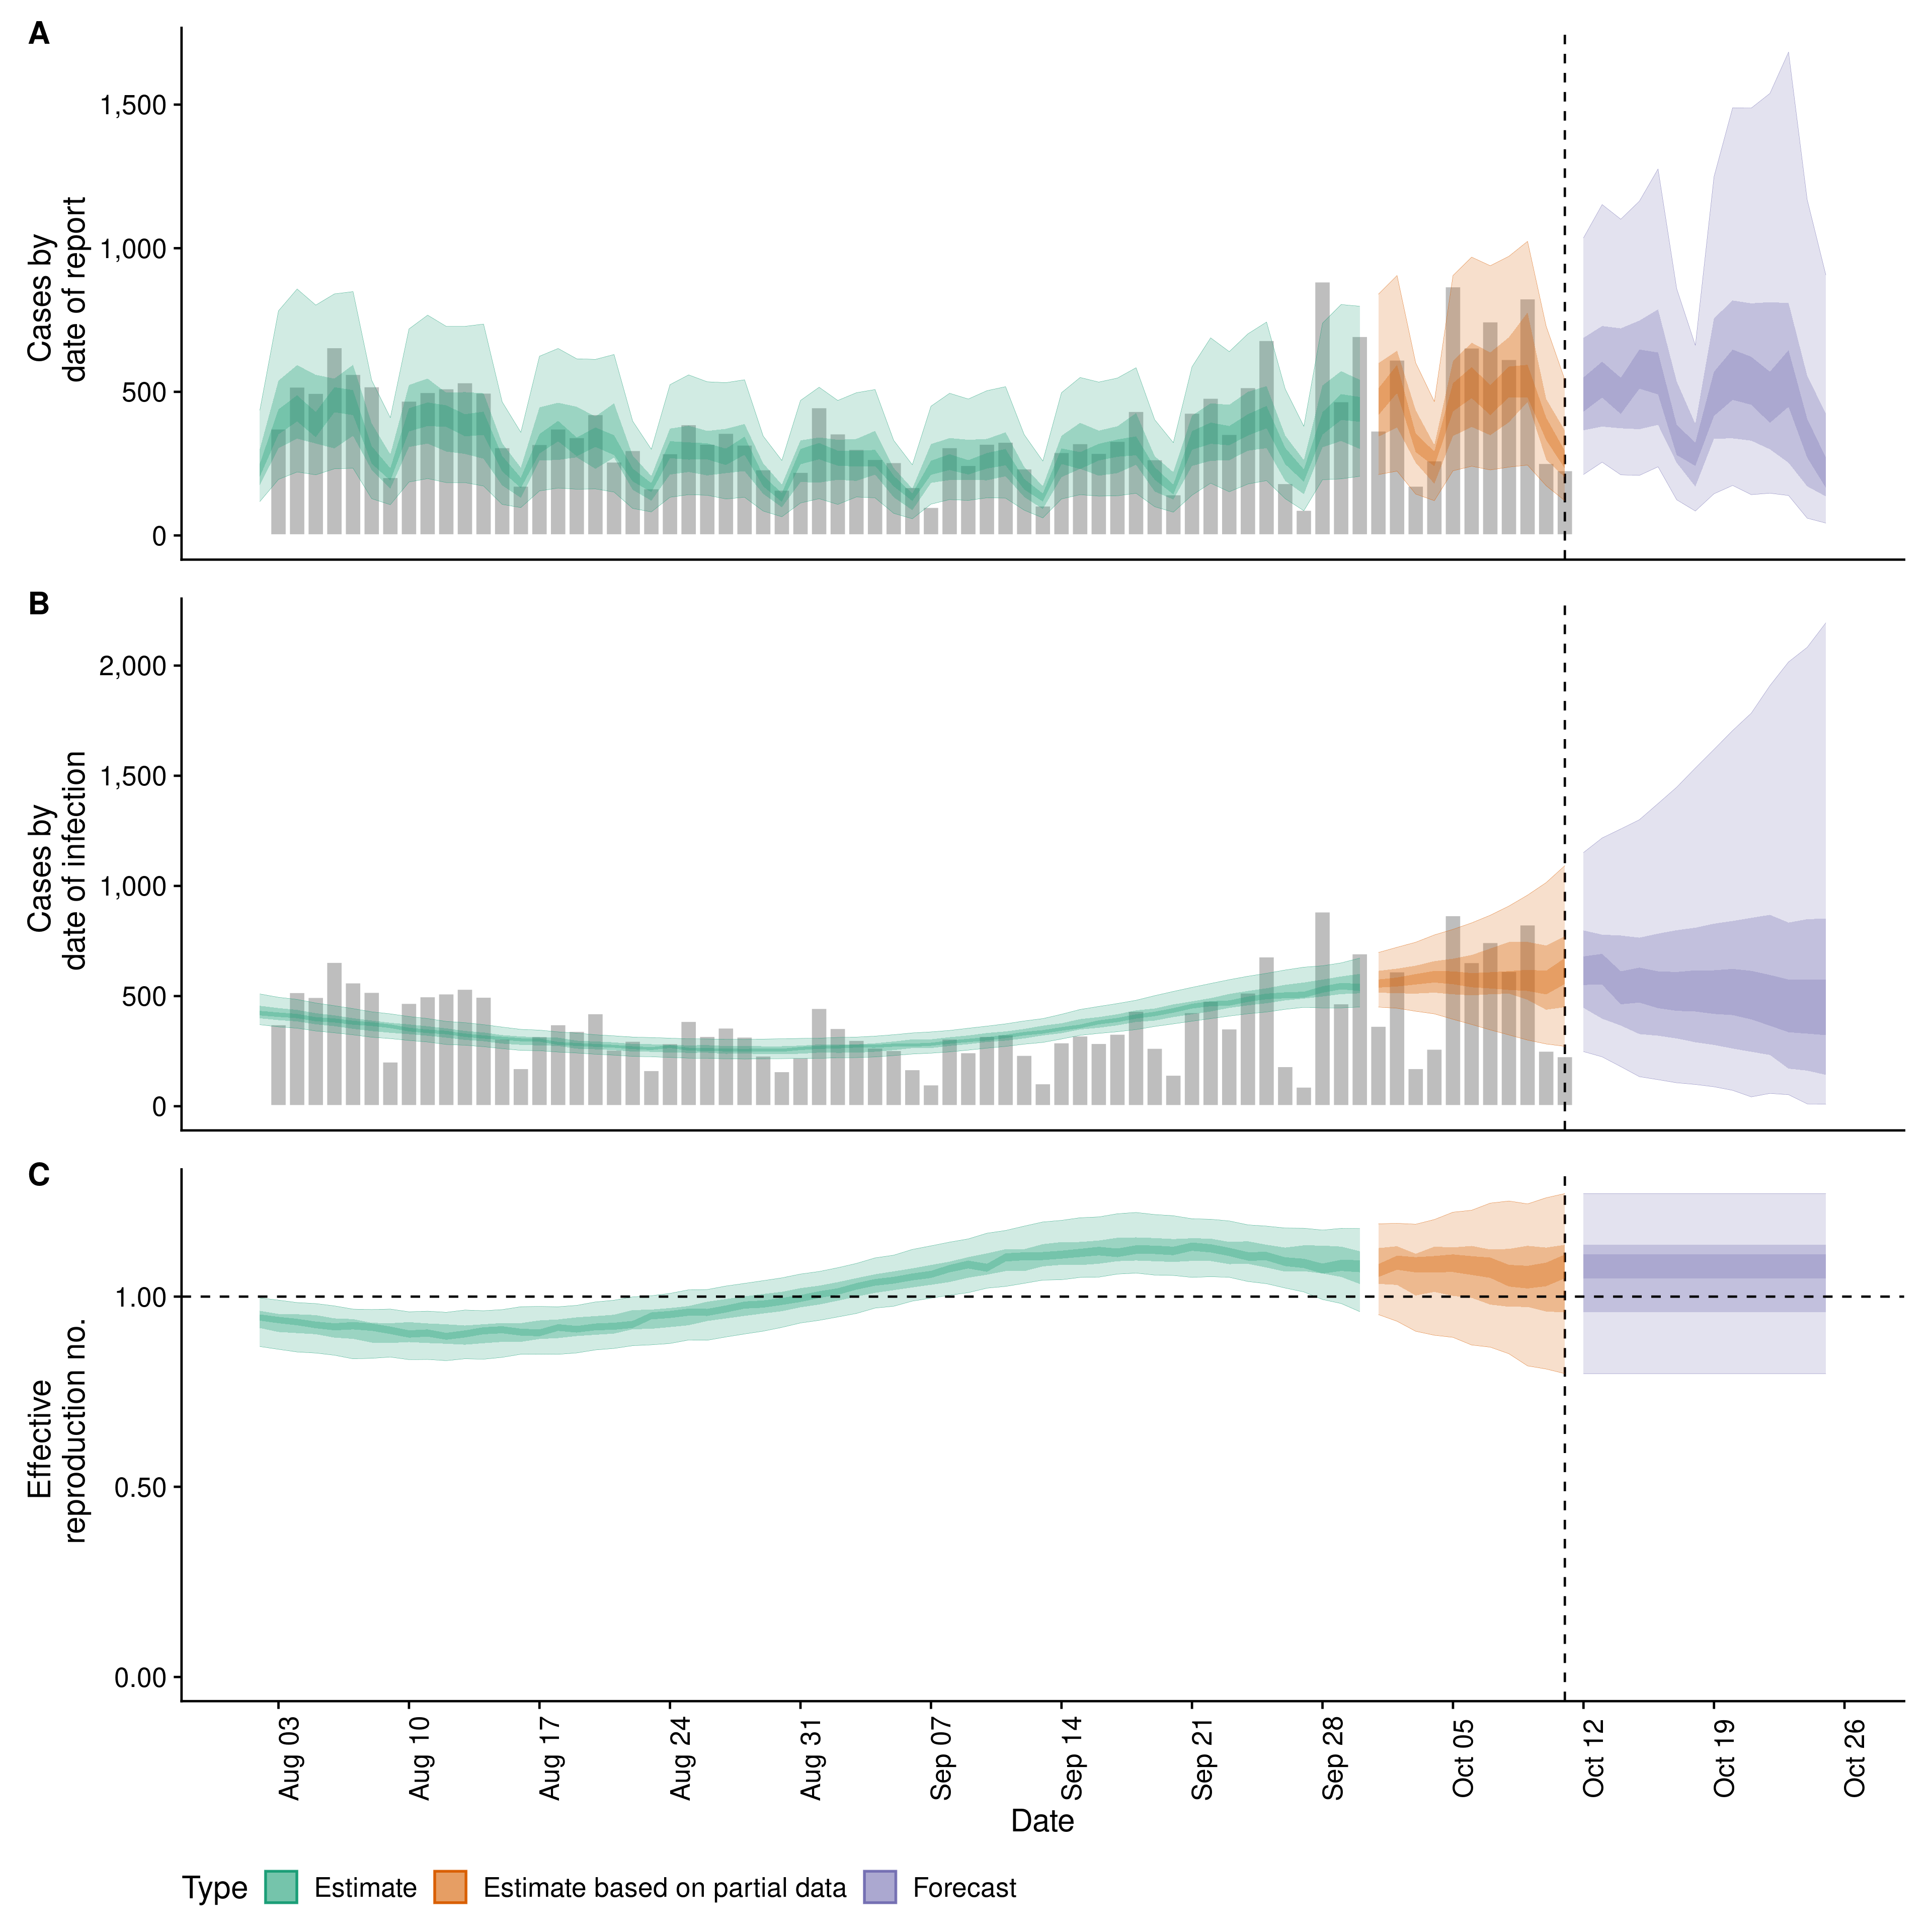 A
Cases by
date of report
1,500
1,000
500
0
B
Cases by
date of infection
2,000
1,500
1,000
500
0
C
Effective
reproduction no.
1.00
0.50
0.00
Aug 03
Aug 10
Aug 17
Aug 24
Aug 31
Sep 07
Sep 14
Sep 21
Sep 28
Oct 05
Oct 12
Oct 19
Oct 26
Date
Type Estimate Estimate based on partial data Forecast